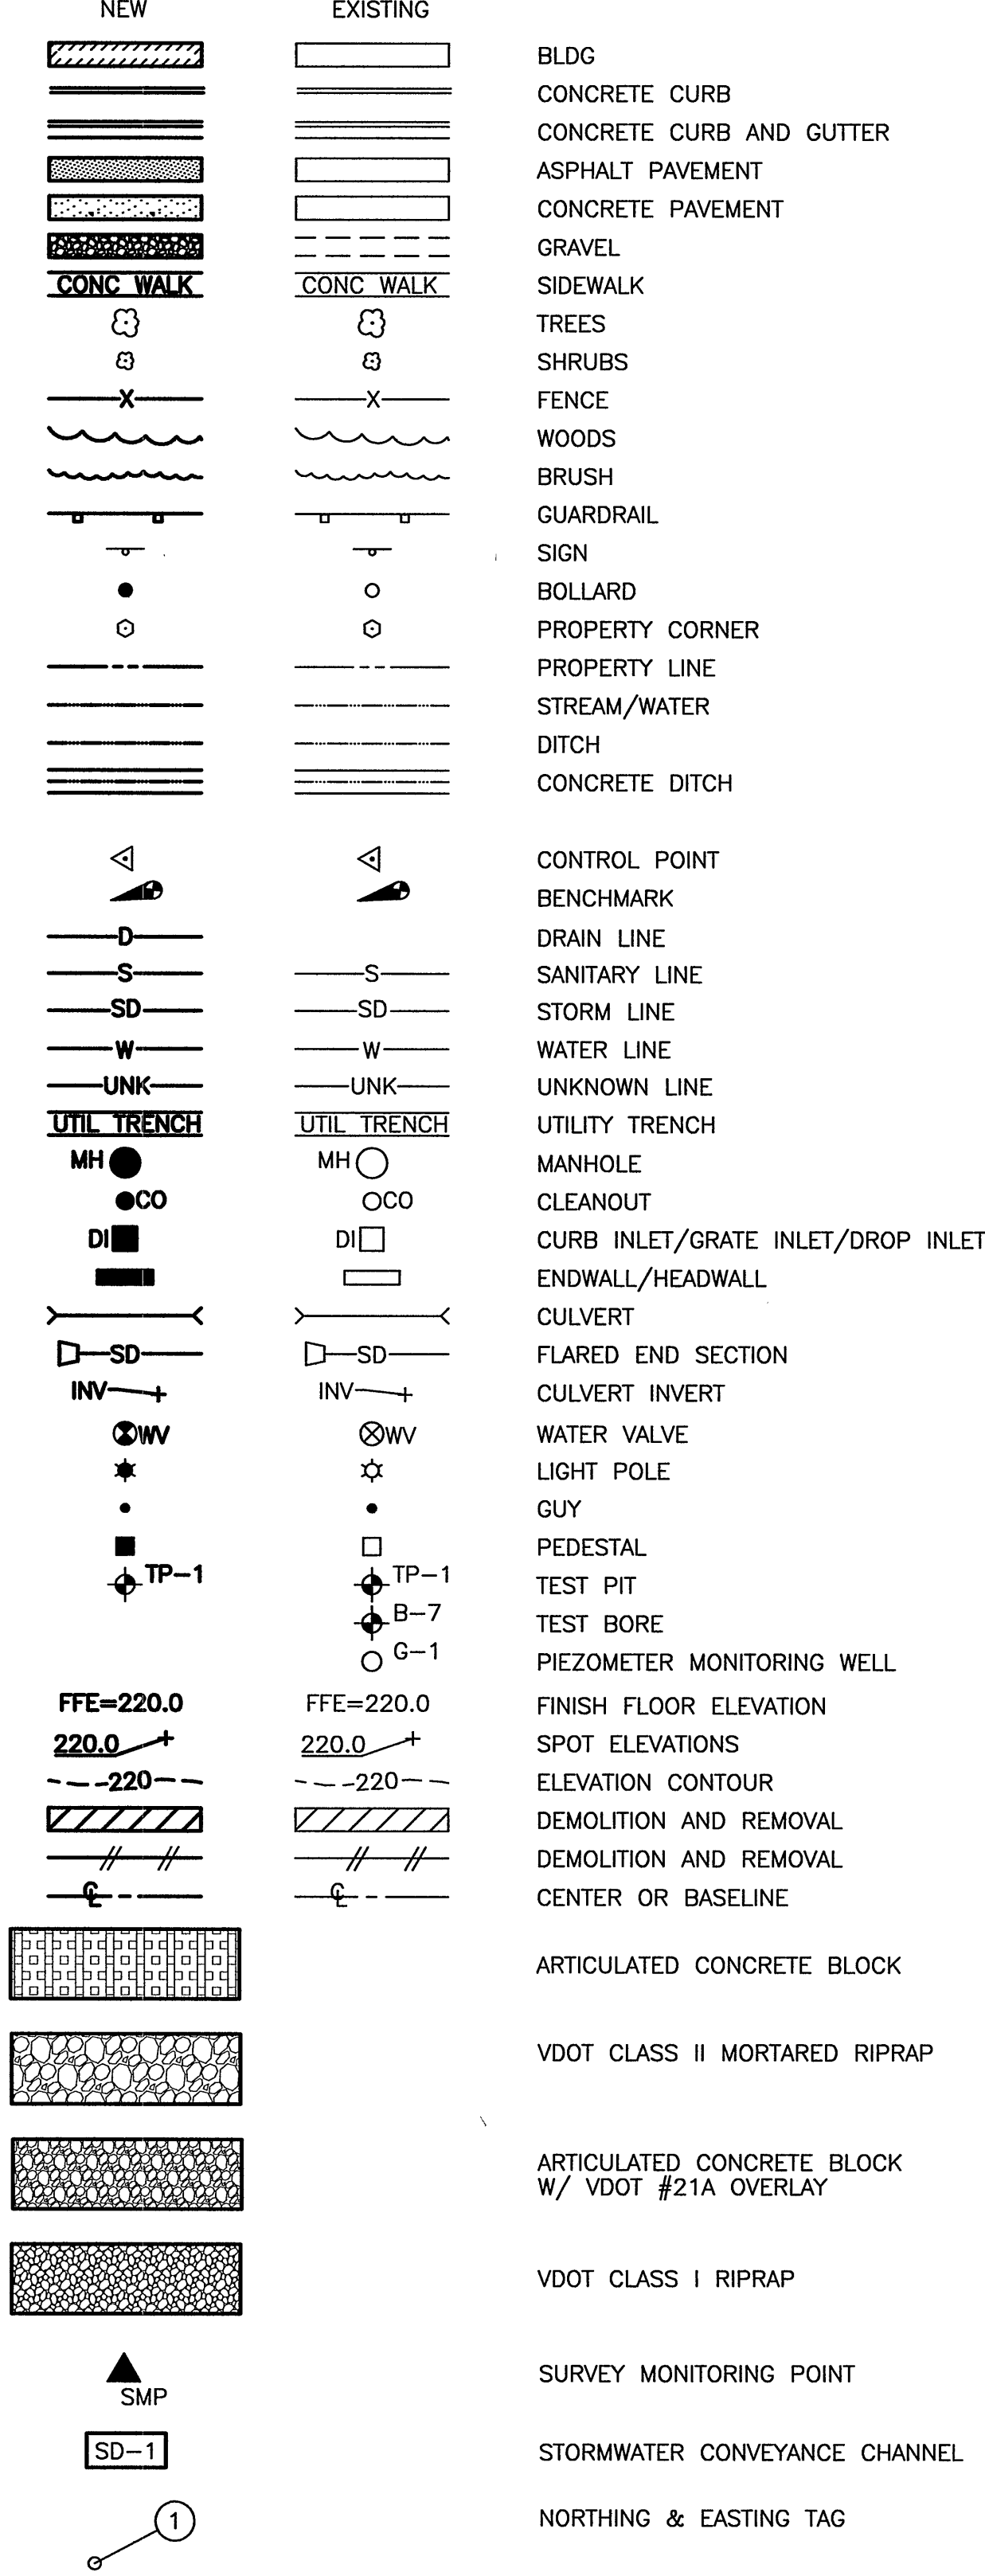 NEW EXISTING
BLDG
CONCRETE CURB
CONCRETE CURB AND GUTTER
ASPHALT PAVEMENT
CONCRETE PAVEMENT
GRAVEL
CONC WALK CONC WALK SIDEWALK
TREES
SHRUBS
X X FENCE
WOODS
BRUSH
GUARDRAIL
SIGN
BOLLARD
PROPERTY CORNER
PROPERTY LINE
STREAM/WATER
DITCH
CONCRETE DITCH
CONTROL POINT
BENCHMARK
D DRAIN LINE
S S SANITARY LINE
SD SD STORM LINE
W W WATER LINE
UNK UNK UNKNOWN LINE
UTIL TRENCH UTIL TRENCH UTILITY TRENCH
MH MH MANHOLE
CO CO CLEANOUT
DI DI CURB INLET/GRATE INLET/DROP INLET
ENDWALL/HEADWALL
CULVERT
SD SD FLARED END SECTION
INV INV CULVERT INVERT
WV WV WATER VALVE
LIGHT POLE
GUY
PEDESTAL
TP-1 TP-1 TEST PIT
B-7 TEST BORE
G-1 PIEZOMETER MONITORING WELL
FFE=220.0 FFE=220.0 FINISH FLOOR ELEVATION
220.0 220.0 SPOT ELEVATIONS
220 220 ELEVATION CONTOUR
DEMOLITION AND REMOVAL
DEMOLITION AND REMOVAL
℄ ℄ CENTER OR BASELINE
ARTICULATED CONCRETE BLOCK
VDOT CLASS II MORTARED RIPRAP
ARTICULATED CONCRETE BLOCK
W/ VDOT #21A OVERLAY
VDOT CLASS I RIPRAP
SURVEY MONITORING POINT
SMP
SD-1 STORMWATER CONVEYANCE CHANNEL
1 NORTHING & EASTING TAG